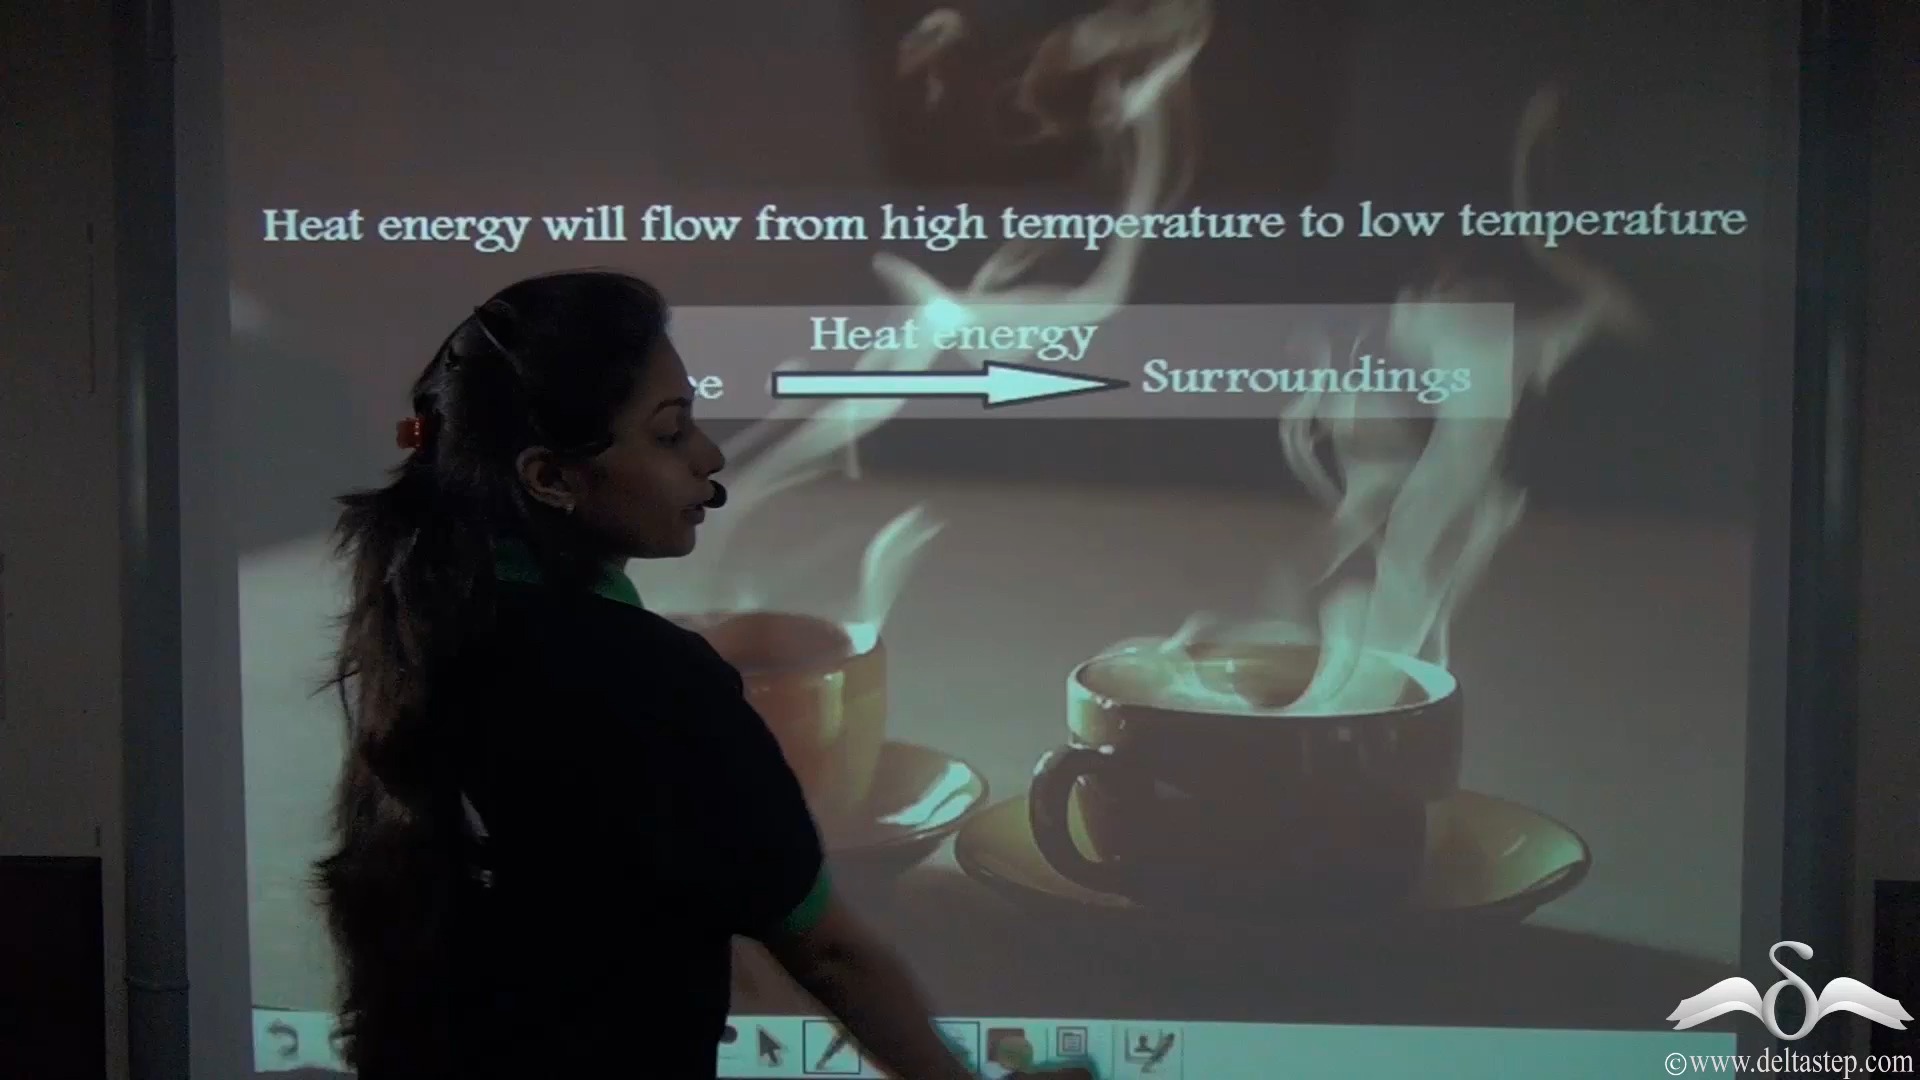 Heat energy will flow from high temperature to low temperature
Heat energy
Surroundings
©www.deltastep.com